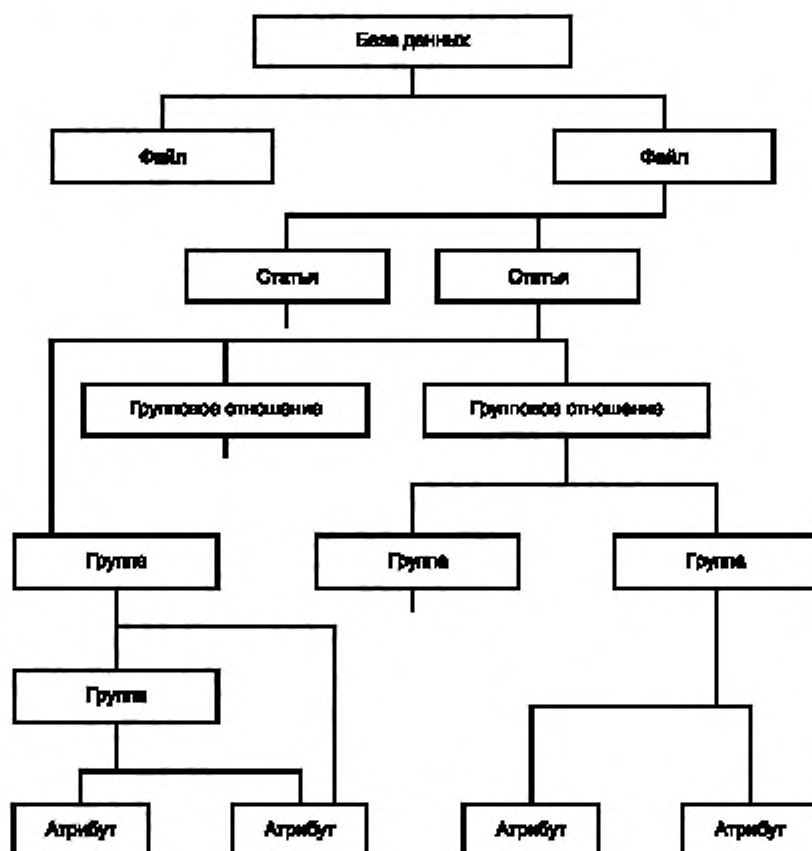 База данных
Файл
Файл
Статья
Статья
Групповое отношение
Групповое отношение
Группа
Группа
Группа
Группа
Атрибут
Атрибут
Атрибут
Атрибут